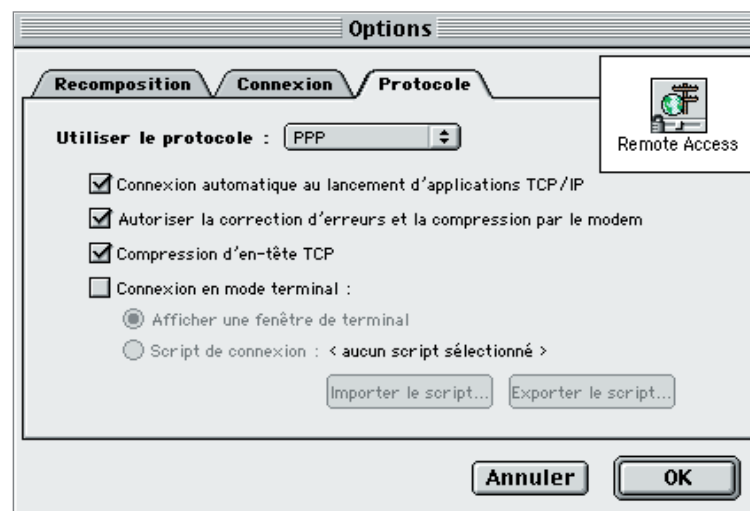 Options
Recomposition
Connexion
Protocole
Remote Access
Utiliser le protocole : PPP
Connexion automatique au lancement d'applications TCP/IP
Autoriser la correction d'erreurs et la compression par le modem
Compression d'en-tête TCP
Connexion en mode terminal :
Afficher une fenêtre de terminal
Script de connexion : < aucun script sélectionné >
Importer le script...
Exporter le script...
Annuler
OK